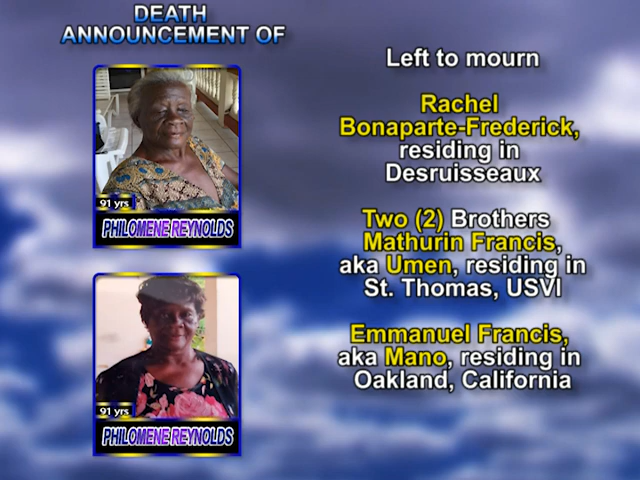 DEATH
ANNOUNCEMENT OF
91 yrs
PHILOMENE REYNOLDS
91 yrs
PHILOMENE REYNOLDS
Left to mourn
Rachel
Bonaparte-Frederick,
residing in
Desruisseaux
Two (2) Brothers
Mathurin Francis,
aka Umen, residing in
St. Thomas, USVI
Emmanuel Francis,
aka Mano, residing in
Oakland, California